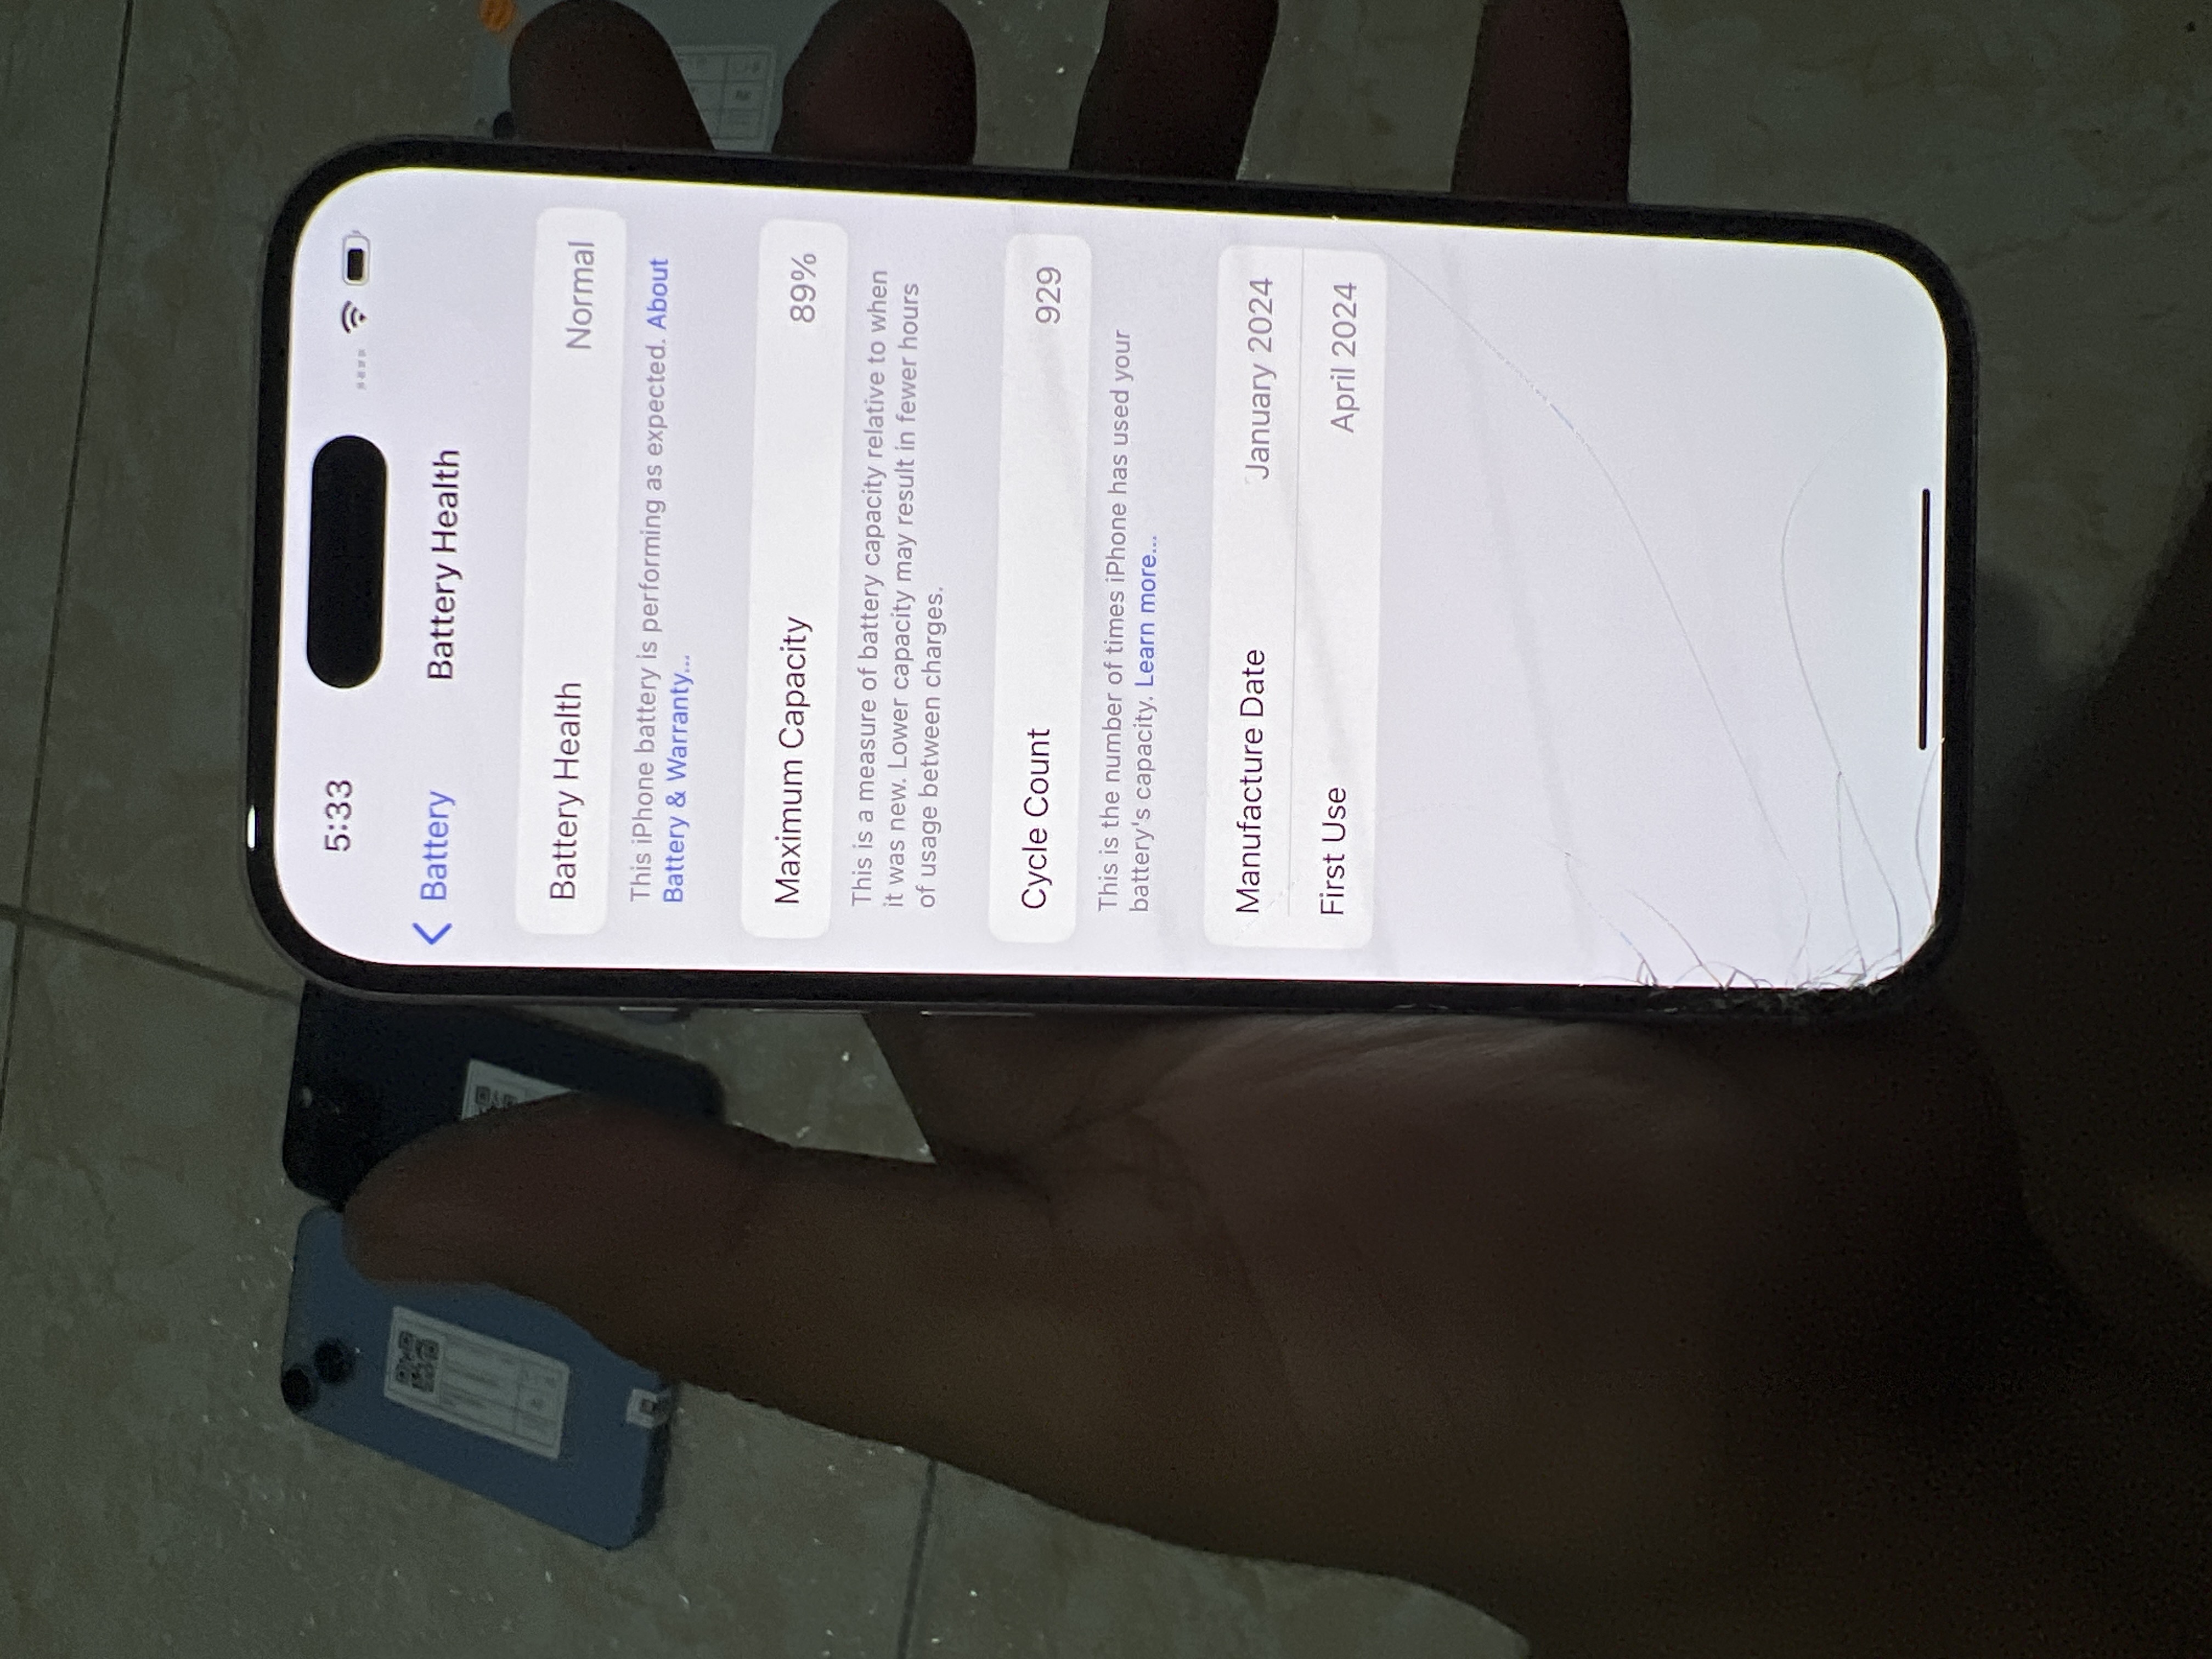 5:33
Battery
Battery Health
Battery Health Normal
This iPhone battery is performing as expected. About
Battery & Warranty...
Maximum Capacity 89%
This is a measure of battery capacity relative to when
it was new. Lower capacity may result in fewer hours
of usage between charges.
Cycle Count 929
This is the number of times iPhone has used your
battery's capacity. Learn more...
Manufacture Date January 2024
First Use April 2024